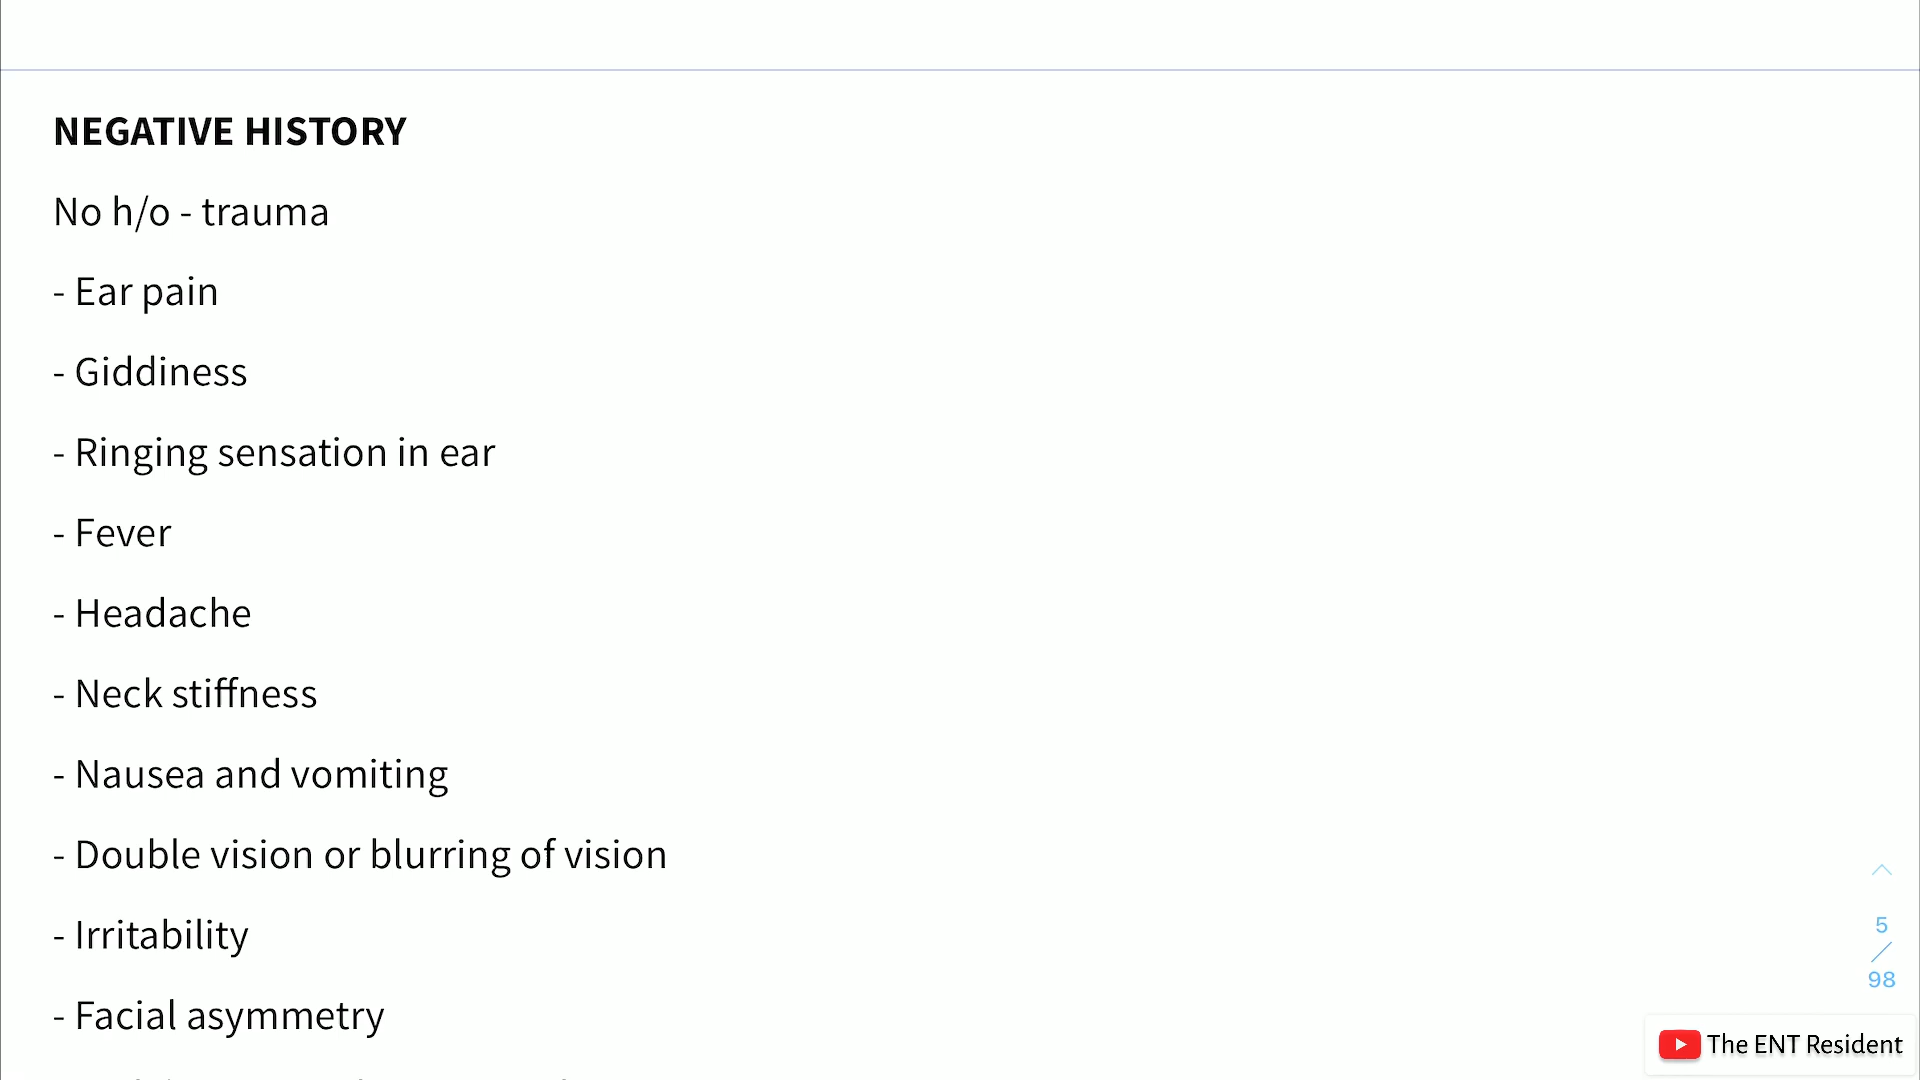 NEGATIVE HISTORY
No h/o - trauma
- Ear pain
- Giddiness
- Ringing sensation in ear
- Fever
- Headache
- Neck stiffness
- Nausea and vomiting
- Double vision or blurring of vision
- Irritability
- Facial asymmetry
5
/
98
The ENT Resident